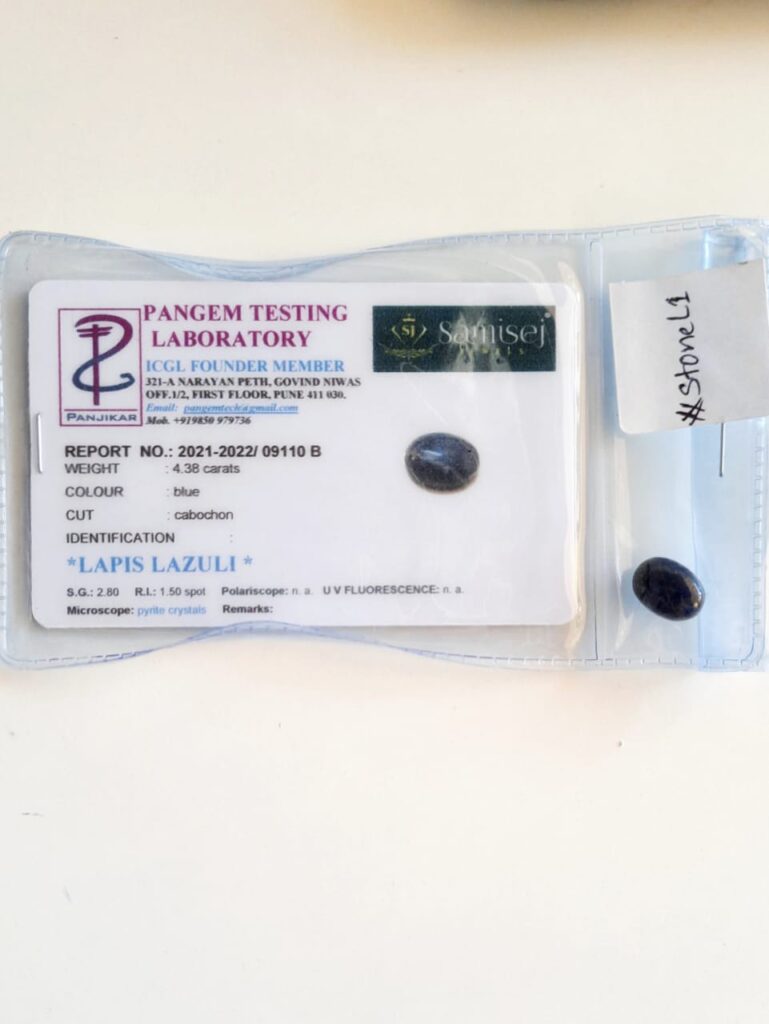 PANGEM TESTING
LABORATORY
ICGL FOUNDER MEMBER
321-A NARAYAN PETH, GOVIND NIWAS
OFF.1/2, FIRST FLOOR, PUNE 411 030.
Email: pangemtech@gmail.com
Mob. +919850 979736
PANJIKAR
SJ
Samisej
Jewels
REPORT NO.: 2021-2022/ 09110 B
WEIGHT : 4.38 carats
COLOUR : blue
CUT : cabochon
IDENTIFICATION :
*LAPIS LAZULI *
S.G.: 2.80 R.I.: 1.50 spot Polariscope: n. a. U V FLUORESCENCE: n. a.
Microscope: pyrite crystals Remarks:
#StoneL1